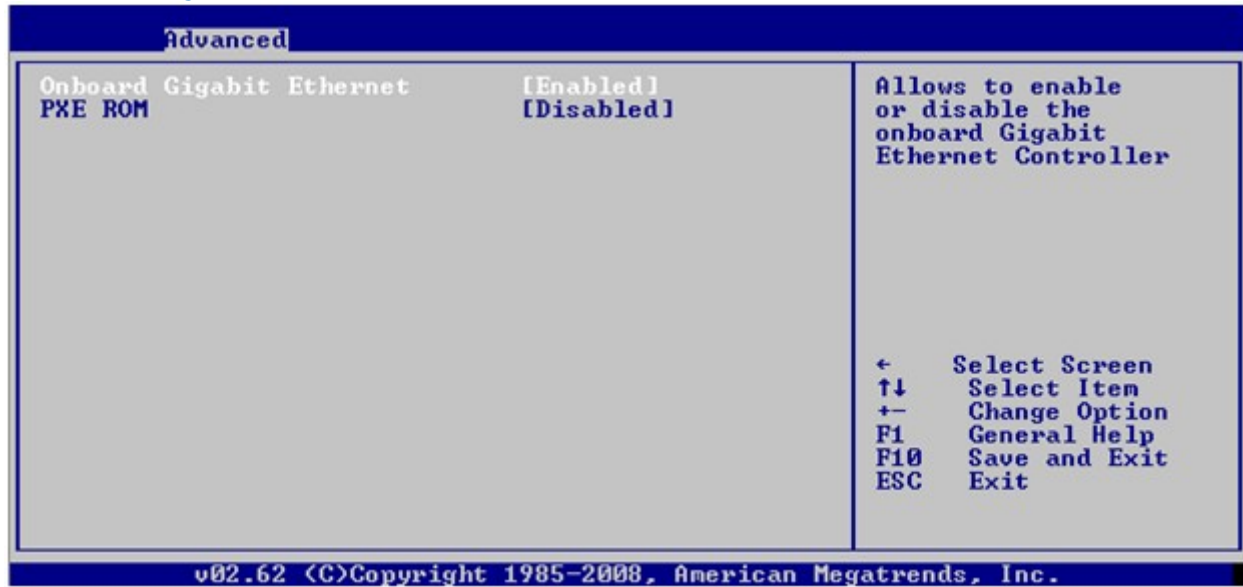 Advanced
Onboard Gigabit Ethernet [Enabled]
PXE ROM [Disabled]
Allows to enable
or disable the
onboard Gigabit
Ethernet Controller
← Select Screen
↑↓ Select Item
+- Change Option
F1 General Help
F10 Save and Exit
ESC Exit
v02.62 (C)Copyright 1985-2008, American Megatrends, Inc.